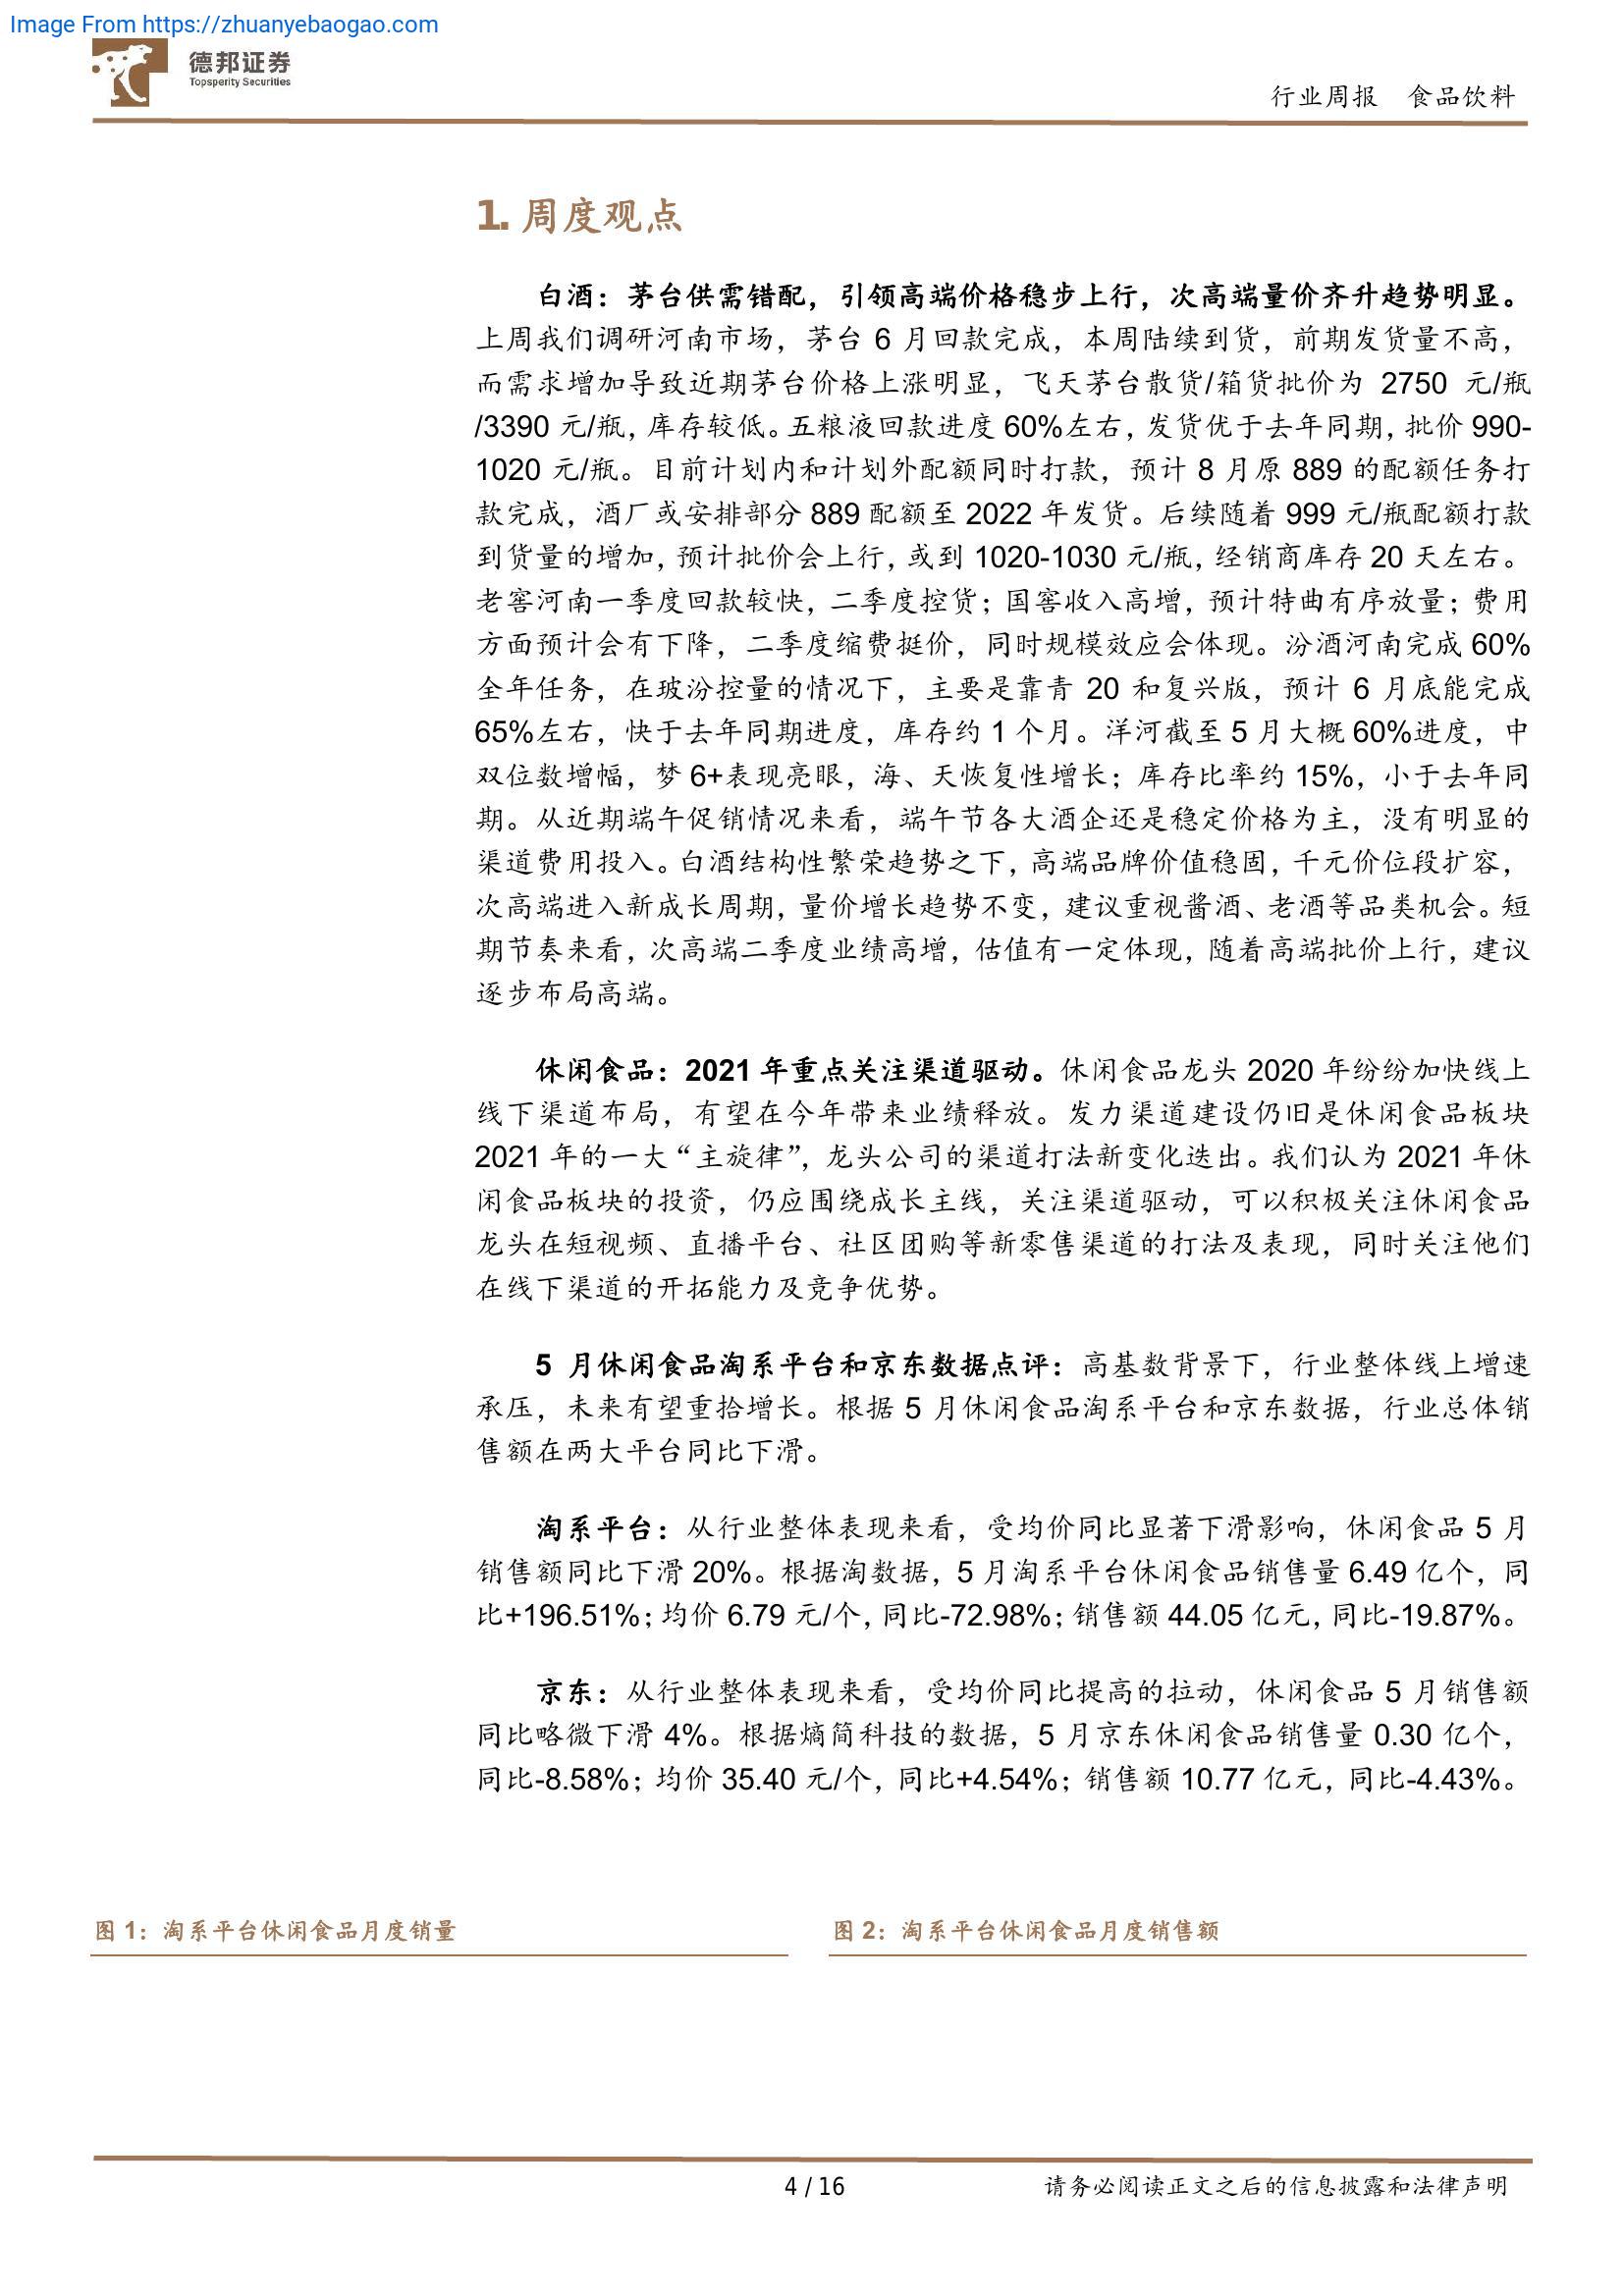 Image From https://zhuanyebaogao.com
德邦证券
Topsperity Securities
行业周报 食品饮料
1. 周度观点
白酒：茅台供需错配，引领高端价格稳步上行，次高端量价齐升趋势明显。
上周我们调研河南市场，茅台 6 月回款完成，本周陆续到货，前期发货量不高，
而需求增加导致近期茅台价格上涨明显，飞天茅台散货/箱货批价为 2750 元/瓶
/3390 元/瓶，库存较低。五粮液回款进度 60%左右，发货优于去年同期，批价 990-
1020 元/瓶。目前计划内和计划外配额同时打款，预计 8 月原 889 的配额任务打
款完成，酒厂或安排部分 889 配额至 2022 年发货。后续随着 999 元/瓶配额打款
到货量的增加，预计批价会上行，或到 1020-1030 元/瓶，经销商库存 20 天左右。
老窖河南一季度回款较快，二季度控货；国窖收入高增，预计特曲有序放量；费用
方面预计会有下降，二季度缩费挺价，同时规模效应会体现。汾酒河南完成 60%
全年任务，在玻汾控量的情况下，主要是靠青 20 和复兴版，预计 6 月底能完成
65%左右，快于去年同期进度，库存约 1 个月。洋河截至 5 月大概 60%进度，中
双位数增幅，梦 6+表现亮眼，海、天恢复性增长；库存比率约 15%，小于去年同
期。从近期端午促销情况来看，端午节各大酒企还是稳定价格为主，没有明显的
渠道费用投入。白酒结构性繁荣趋势之下，高端品牌价值稳固，千元价位段扩容，
次高端进入新成长周期，量价增长趋势不变，建议重视酱酒、老酒等品类机会。短
期节奏来看，次高端二季度业绩高增，估值有一定体现，随着高端批价上行，建议
逐步布局高端。
休闲食品：2021 年重点关注渠道驱动。休闲食品龙头 2020 年纷纷加快线上
线下渠道布局，有望在今年带来业绩释放。发力渠道建设仍旧是休闲食品板块
2021 年的一大“主旋律”，龙头公司的渠道打法新变化迭出。我们认为 2021 年休
闲食品板块的投资，仍应围绕成长主线，关注渠道驱动，可以积极关注休闲食品
龙头在短视频、直播平台、社区团购等新零售渠道的打法及表现，同时关注他们
在线下渠道的开拓能力及竞争优势。
5 月休闲食品淘系平台和京东数据点评：高基数背景下，行业整体线上增速
承压，未来有望重拾增长。根据 5 月休闲食品淘系平台和京东数据，行业总体销
售额在两大平台同比下滑。
淘系平台：从行业整体表现来看，受均价同比显著下滑影响，休闲食品 5 月
销售额同比下滑 20%。根据淘数据，5 月淘系平台休闲食品销售量 6.49 亿个，同
比+196.51%；均价 6.79 元/个，同比-72.98%；销售额 44.05 亿元，同比-19.87%。
京东：从行业整体表现来看，受均价同比提高的拉动，休闲食品 5 月销售额
同比略微下滑 4%。根据熵简科技的数据，5 月京东休闲食品销售量 0.30 亿个，
同比-8.58%；均价 35.40 元/个，同比+4.54%；销售额 10.77 亿元，同比-4.43%。
图 1：淘系平台休闲食品月度销量
图 2：淘系平台休闲食品月度销售额
4 / 16
请务必阅读正文之后的信息披露和法律声明